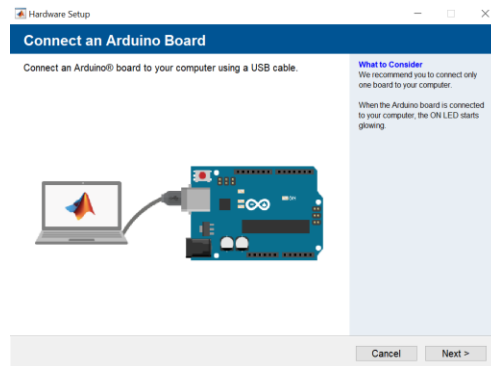 Hardware Setup
Connect an Arduino Board
Connect an Arduino® board to your computer using a USB cable.
What to Consider
We recommend you to connect only
one board to your computer.
When the Arduino board is connected
to your computer, the ON LED starts
glowing.
ON
Cancel
Next >